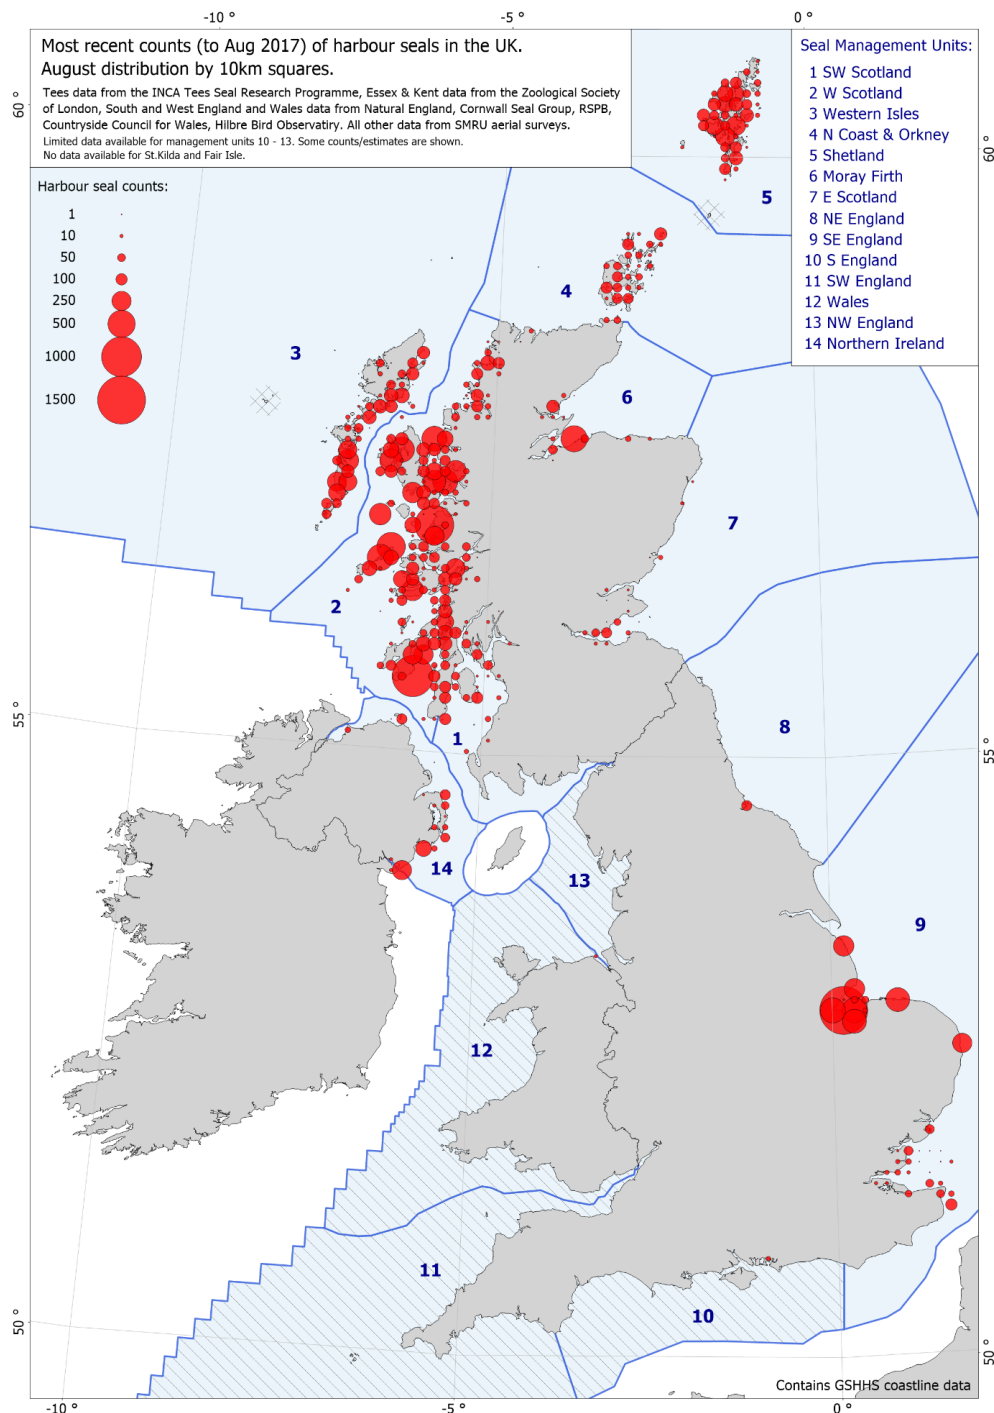 -10 °
-5 °
0 °
Most recent counts (to Aug 2017) of harbour seals in the UK.
August distribution by 10km squares.
Tees data from the INCA Tees Seal Research Programme, Essex & Kent data from the Zoological Society
of London, South and West England and Wales data from Natural England, Cornwall Seal Group, RSPB,
Countryside Council for Wales, Hilbre Bird Observatiry. All other data from SMRU aerial surveys.
Limited data available for management units 10 - 13. Some counts/estimates are shown.
No data available for St.Kilda and Fair Isle.
Seal Management Units:
1 SW Scotland
2 W Scotland
3 Western Isles
4 N Coast & Orkney
5 Shetland
6 Moray Firth
7 E Scotland
8 NE England
9 SE England
10 S England
11 SW England
12 Wales
13 NW England
14 Northern Ireland
Harbour seal counts:
1
10
50
100
250
500
1000
1500
60 °
60 °
5
4
3
6
7
2
55 °
55 °
1
8
14
13
9
12
11
10
50 °
50 °
Contains GSHHS coastline data
-10 °
-5 °
0 °